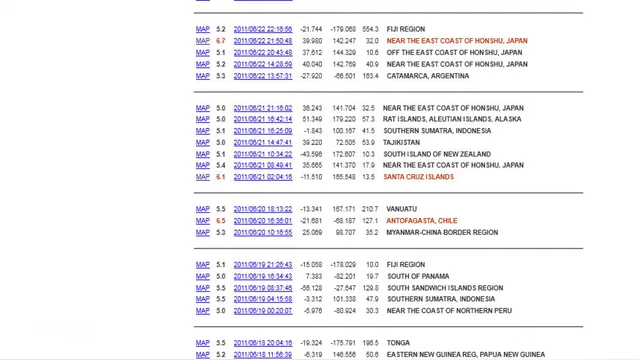 MAP 5.2 2011/06/22 22:16:56 -21.744 -179.068 554.3 FIJI REGION
MAP 6.7 2011/06/22 21:50:48 39.980 142.247 32.0 NEAR THE EAST COAST OF HONSHU, JAPAN
MAP 5.1 2011/06/22 20:43:48 37.612 144.329 10.6 OFF THE EAST COAST OF HONSHU, JAPAN
MAP 5.2 2011/06/22 14:28:59 40.040 142.769 40.9 NEAR THE EAST COAST OF HONSHU, JAPAN
MAP 5.3 2011/06/22 13:57:31 -27.920 -66.501 163.4 CATAMARCA, ARGENTINA
MAP 5.0 2011/06/21 21:16:02 36.243 141.704 32.5 NEAR THE EAST COAST OF HONSHU, JAPAN
MAP 5.0 2011/06/21 16:42:14 51.349 179.220 57.3 RAT ISLANDS, ALEUTIAN ISLANDS, ALASKA
MAP 5.1 2011/06/21 16:25:09 -1.843 100.167 41.5 SOUTHERN SUMATRA, INDONESIA
MAP 5.0 2011/06/21 14:47:41 39.220 72.505 53.9 TAJIKISTAN
MAP 5.1 2011/06/21 10:34:22 -43.596 172.607 10.3 SOUTH ISLAND OF NEW ZEALAND
MAP 5.4 2011/06/21 08:49:41 35.665 141.370 17.9 NEAR THE EAST COAST OF HONSHU, JAPAN
MAP 6.1 2011/06/21 02:04:16 -11.510 165.548 13.5 SANTA CRUZ ISLANDS
MAP 5.5 2011/06/20 18:13:22 -13.341 167.171 210.7 VANUATU
MAP 6.5 2011/06/20 16:36:01 -21.681 -68.187 127.1 ANTOFAGASTA, CHILE
MAP 5.3 2011/06/20 10:16:55 25.069 98.707 35.2 MYANMAR-CHINA BORDER REGION
MAP 5.1 2011/06/19 21:26:43 -15.058 -178.029 10.0 FIJI REGION
MAP 5.0 2011/06/19 16:34:43 7.383 -82.201 19.7 SOUTH OF PANAMA
MAP 5.5 2011/06/19 08:37:46 -56.128 -27.647 129.8 SOUTH SANDWICH ISLANDS REGION
MAP 5.5 2011/06/19 04:15:58 -3.312 101.338 47.9 SOUTHERN SUMATRA, INDONESIA
MAP 5.0 2011/06/19 00:20:07 -5.976 -80.924 30.3 NEAR THE COAST OF NORTHERN PERU
MAP 5.5 2011/06/18 20:04:16 -19.324 -175.791 196.5 TONGA
MAP 5.2 2011/06/18 11:56:39 -6.319 146.556 50.6 EASTERN NEW GUINEA REG, PAPUA NEW GUINEA